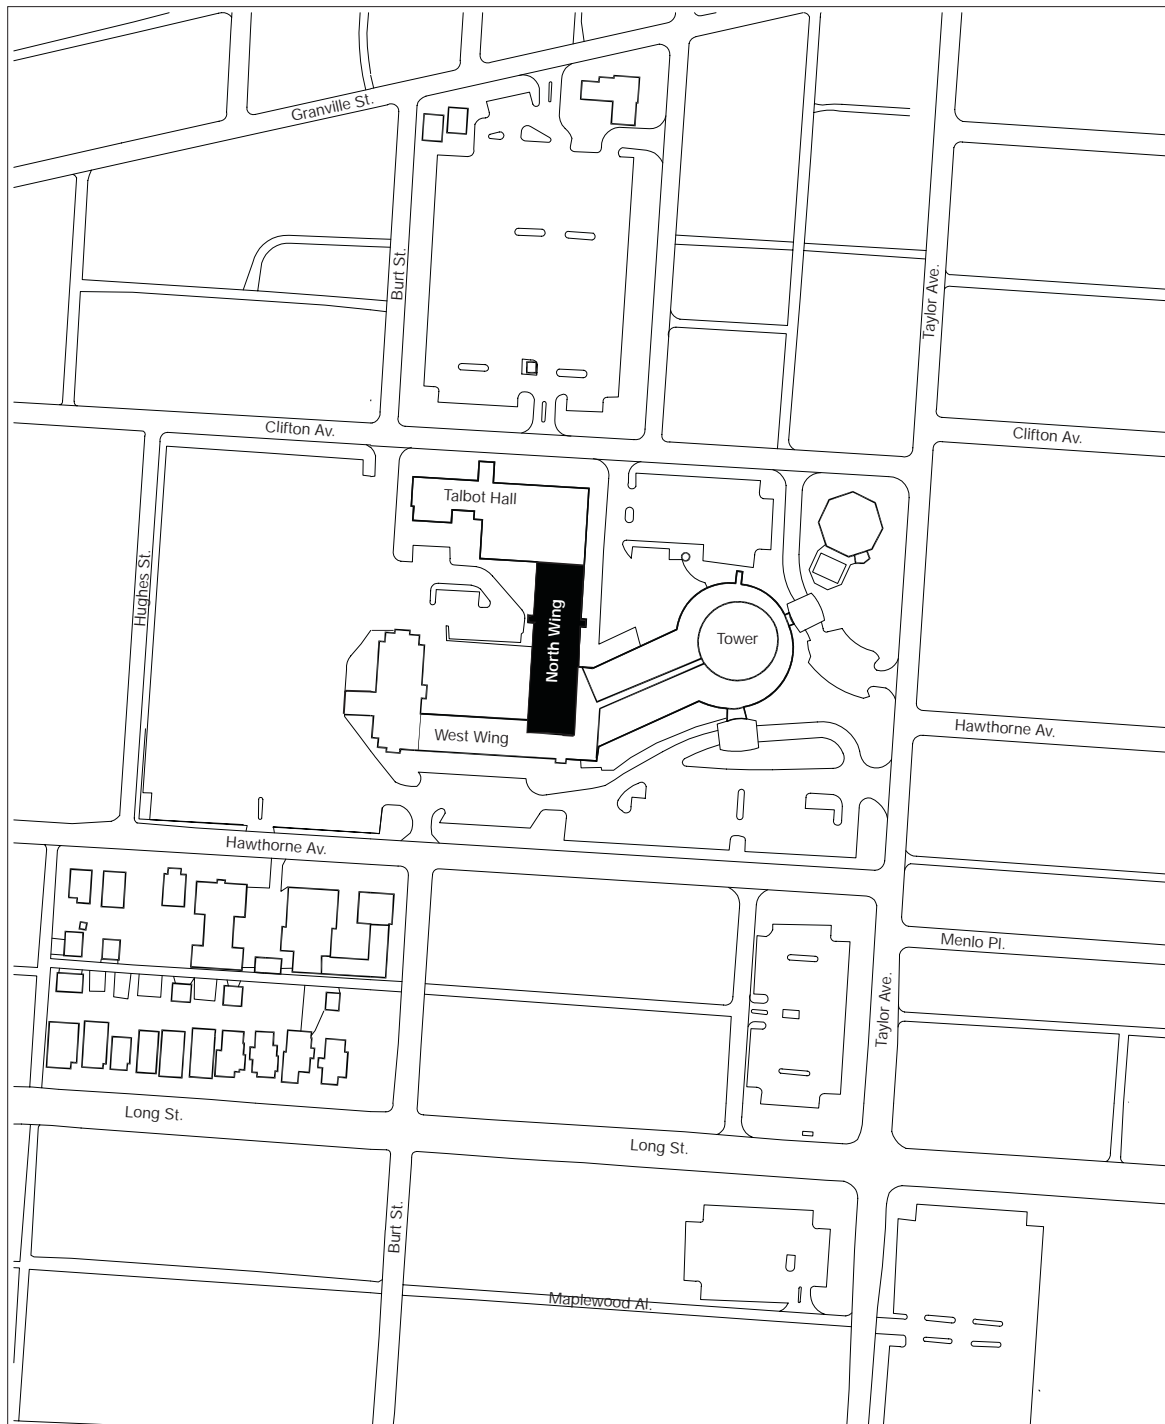 Granville St.
Burt St.
Taylor Ave.
Clifton Av.
Clifton Av.
Talbot Hall
Hughes St.
North Wing
Tower
West Wing
Hawthorne Av.
Hawthorne Av.
Menlo Pl.
Taylor Ave.
Long St.
Long St.
Burt St.
Maplewood Al.